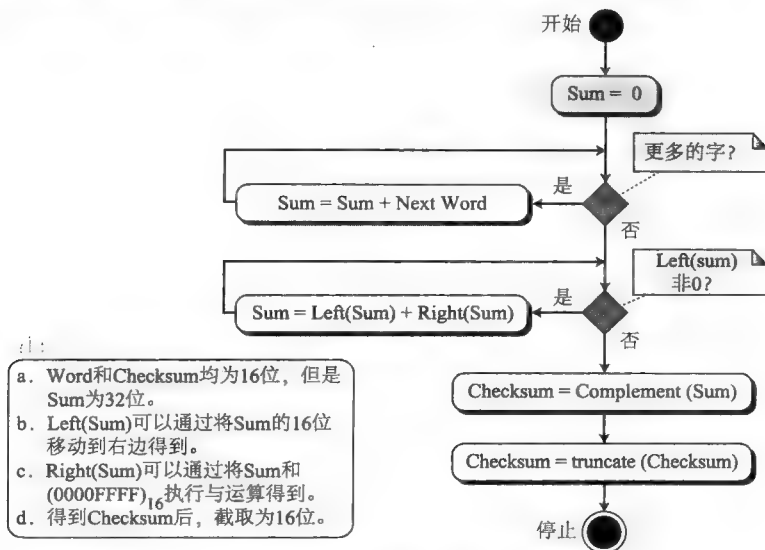 开始
Sum = 0
更多的字?
是
Sum = Sum + Next Word
否
Left(sum)
非0?
是
Sum = Left(Sum) + Right(Sum)
否
Checksum = Complement (Sum)
Checksum = truncate (Checksum)
停止
a. Word和Checksum均为16位，但是
Sum为32位。
b. Left(Sum)可以通过将Sum的16位
移动到右边得到。
c. Right(Sum)可以通过将Sum和
(0000FFFF)16执行与运算得到。
d. 得到Checksum后，截取为16位。